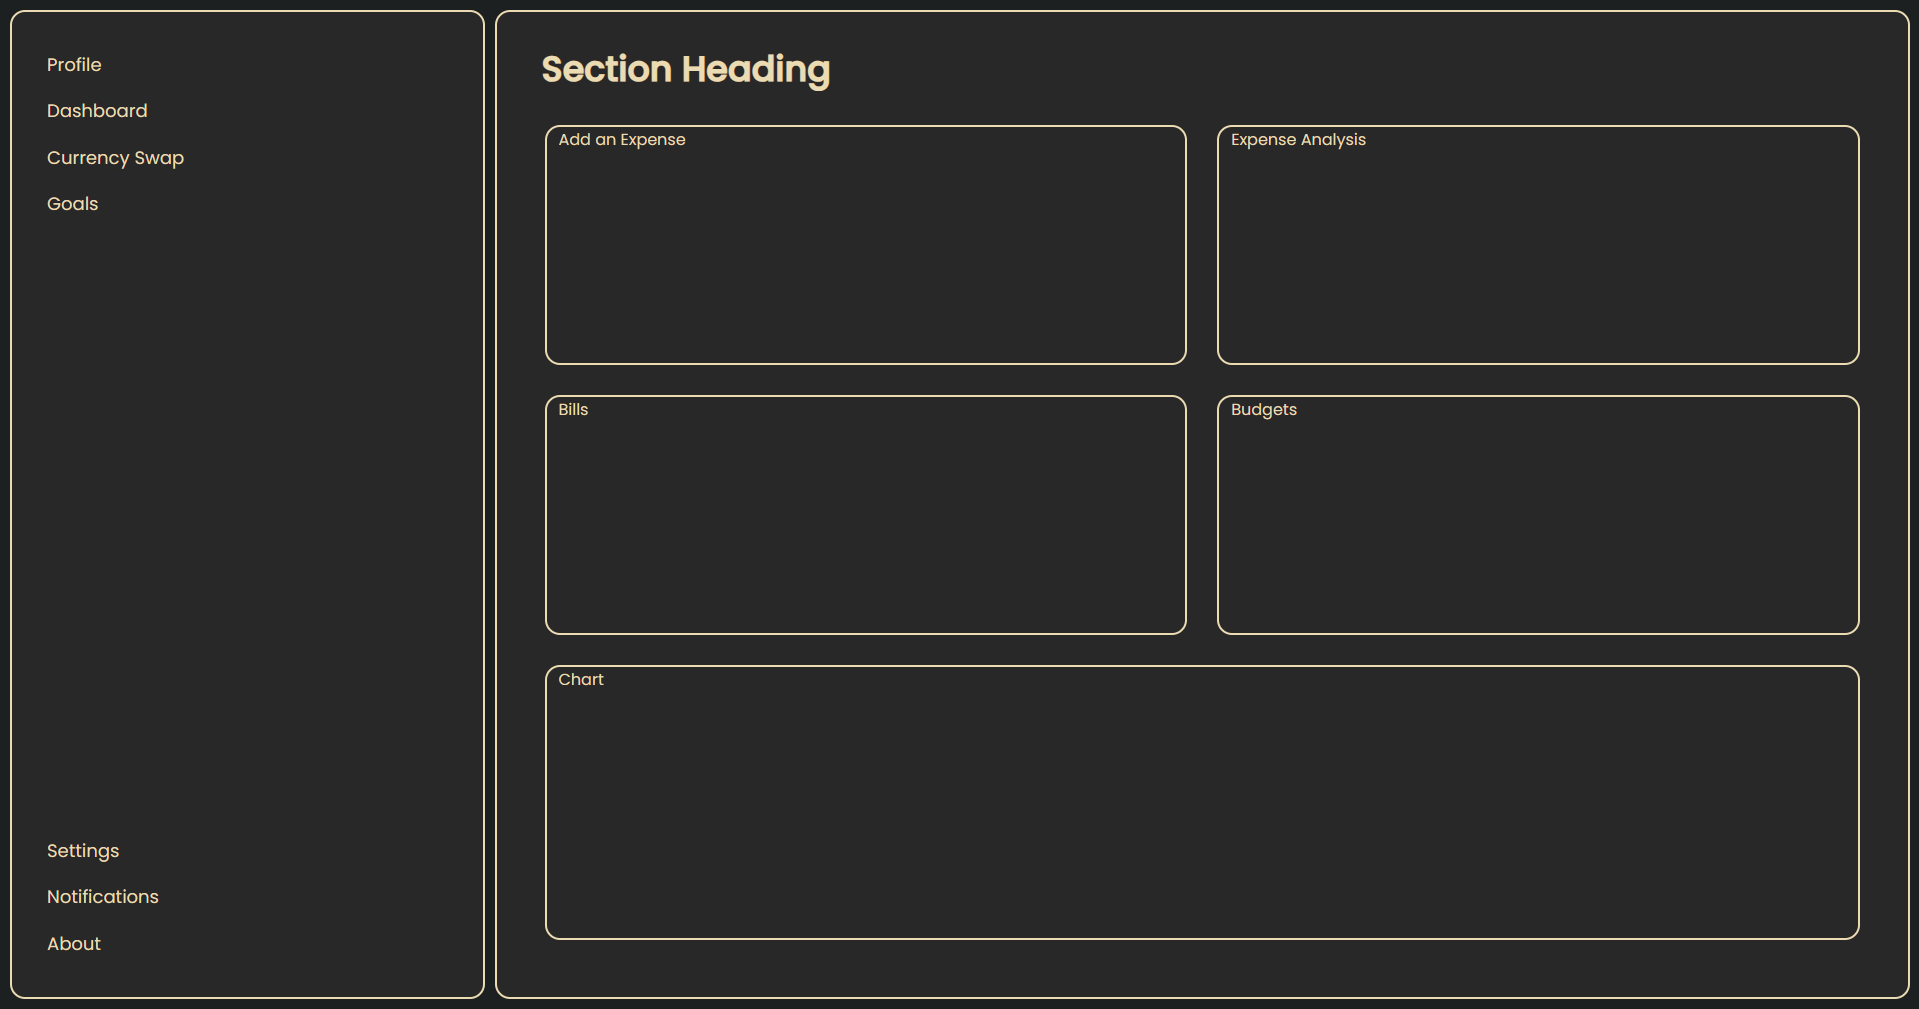 Profile
Dashboard
Currency Swap
Goals
Settings
Notifications
About
Section Heading
Add an Expense
Expense Analysis
Bills
Budgets
Chart